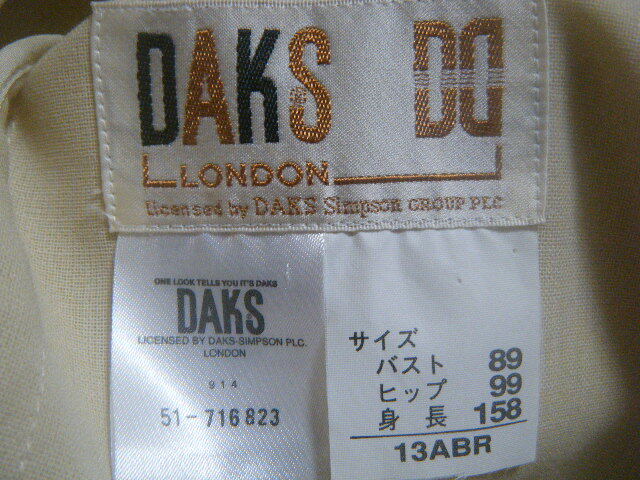 DAKS DD
LONDON
Licensed by DAKS Simpson GROUP PLC
ONE LOOK TELLS YOU IT'S DAKS
DAKS
LICENSED BY DAKS-SIMPSON PLC.
LONDON
914
51-716823
サイズ
バスト 89
ヒップ 99
身長 158
13ABR